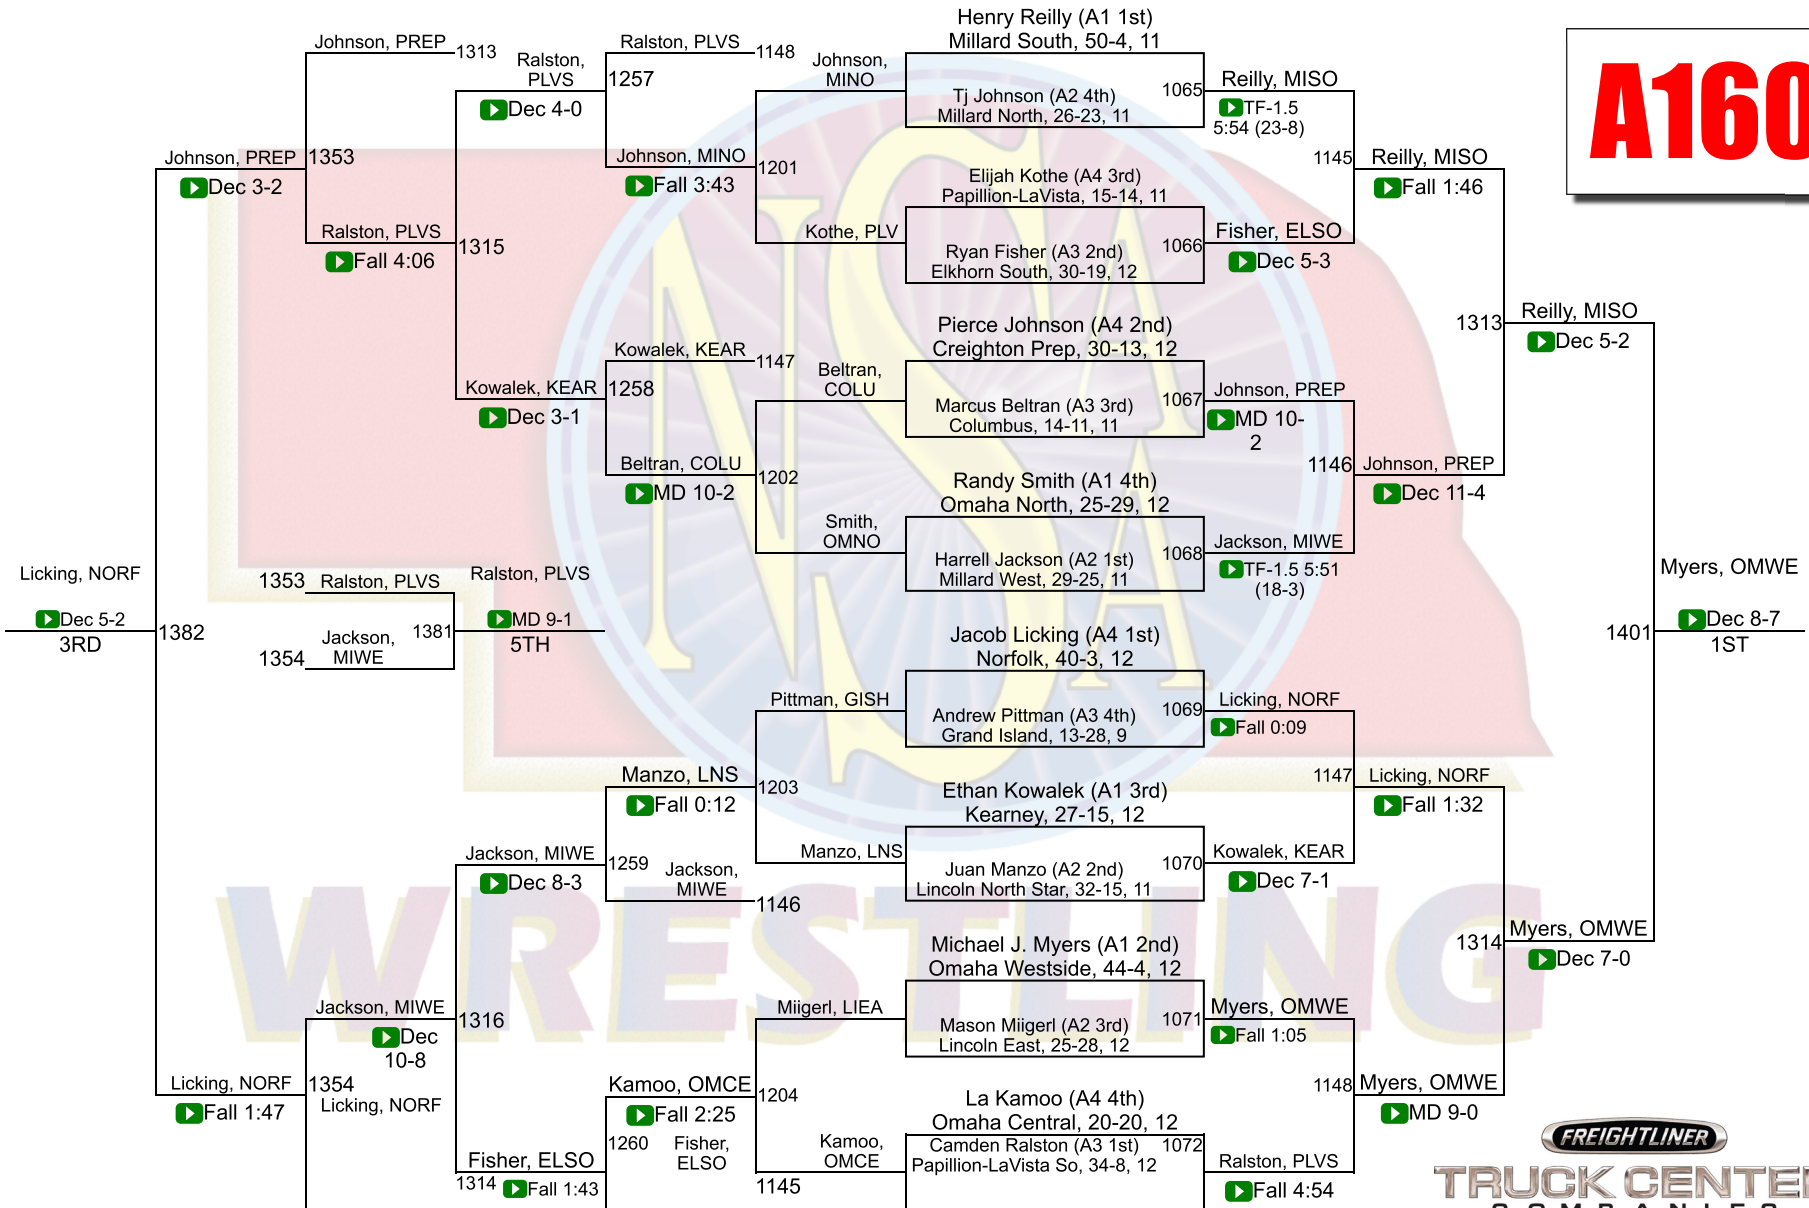 Henry Reilly (A1 1st)
Millard South, 50-4, 11
Tj Johnson (A2 4th)
Millard North, 26-23, 11
1065
Elijah Kothe (A4 3rd)
Papillion-LaVista, 15-14, 11
Ryan Fisher (A3 2nd)
Elkhorn South, 30-19, 12
1066
Pierce Johnson (A4 2nd)
Creighton Prep, 30-13, 12
Marcus Beltran (A3 3rd)
Columbus, 14-11, 11
1067
Randy Smith (A1 4th)
Omaha North, 25-29, 12
Harrell Jackson (A2 1st)
Millard West, 29-25, 11
1068
Jacob Licking (A4 1st)
Norfolk, 40-3, 12
Andrew Pittman (A3 4th)
Grand Island, 13-28, 9
1069
Ethan Kowalek (A1 3rd)
Kearney, 27-15, 12
Juan Manzo (A2 2nd)
Lincoln North Star, 32-15, 11
1070
Michael J. Myers (A1 2nd)
Omaha Westside, 44-4, 12
Mason Miigerl (A2 3rd)
Lincoln East, 25-28, 12
1071
La Kamoo (A4 4th)
Omaha Central, 20-20, 12
Camden Ralston (A3 1st)
Papillion-LaVista So, 34-8, 12
1072
Reilly, MISO
TF-1.5
5:54 (23-8)
Fisher, ELSO
Dec 5-3
Johnson, PREP
MD 10-
2
Jackson, MIWE
TF-1.5 5:51
(18-3)
Licking, NORF
Fall 0:09
Kowalek, KEAR
Dec 7-1
Myers, OMWE
Fall 1:05
Ralston, PLVS
Fall 4:54
1145
Reilly, MISO
Fall 1:46
1146
Johnson, PREP
Dec 11-4
1147
Licking, NORF
Fall 1:32
1148
Myers, OMWE
MD 9-0
1313
Reilly, MISO
Dec 5-2
1314
Myers, OMWE
Dec 7-0
1401
Myers, OMWE
Dec 8-7
1ST
Johnson,
MINO
Kothe, PLV
Beltran,
COLU
Smith,
OMNO
Pittman, GISH
Manzo, LNS
Miigerl, LIEA
Kamoo,
OMCE
Ralston, PLVS
1148
Johnson, MINO
1201
Fall 3:43
Kowalek, KEAR
1147
Beltran, COLU
1202
MD 10-2
Manzo, LNS
1203
Fall 0:12
Jackson,
MIWE
1146
Kamoo, OMCE
1204
Fall 2:25
Fisher,
ELSO
1145
Ralston,
PLVS
1257
Dec 4-0
Kowalek, KEAR
1258
Dec 3-1
Jackson, MIWE
1259
Dec 8-3
Fisher, ELSO
1260
Fall 1:43
Johnson, PREP
1313
Ralston, PLVS
1315
Fall 4:06
Jackson, MIWE
1316
Dec
10-8
Licking, NORF
1314
Johnson, PREP
1353
Dec 3-2
Licking, NORF
1354
Fall 1:47
Licking, NORF
Dec 5-2
3RD
1382
1353
Ralston, PLVS
1354
Jackson,
MIWE
1381
Ralston, PLVS
MD 9-1
5TH
A160
NSAA
WRESTLING
FREIGHTLINER
TRUCK CENTER